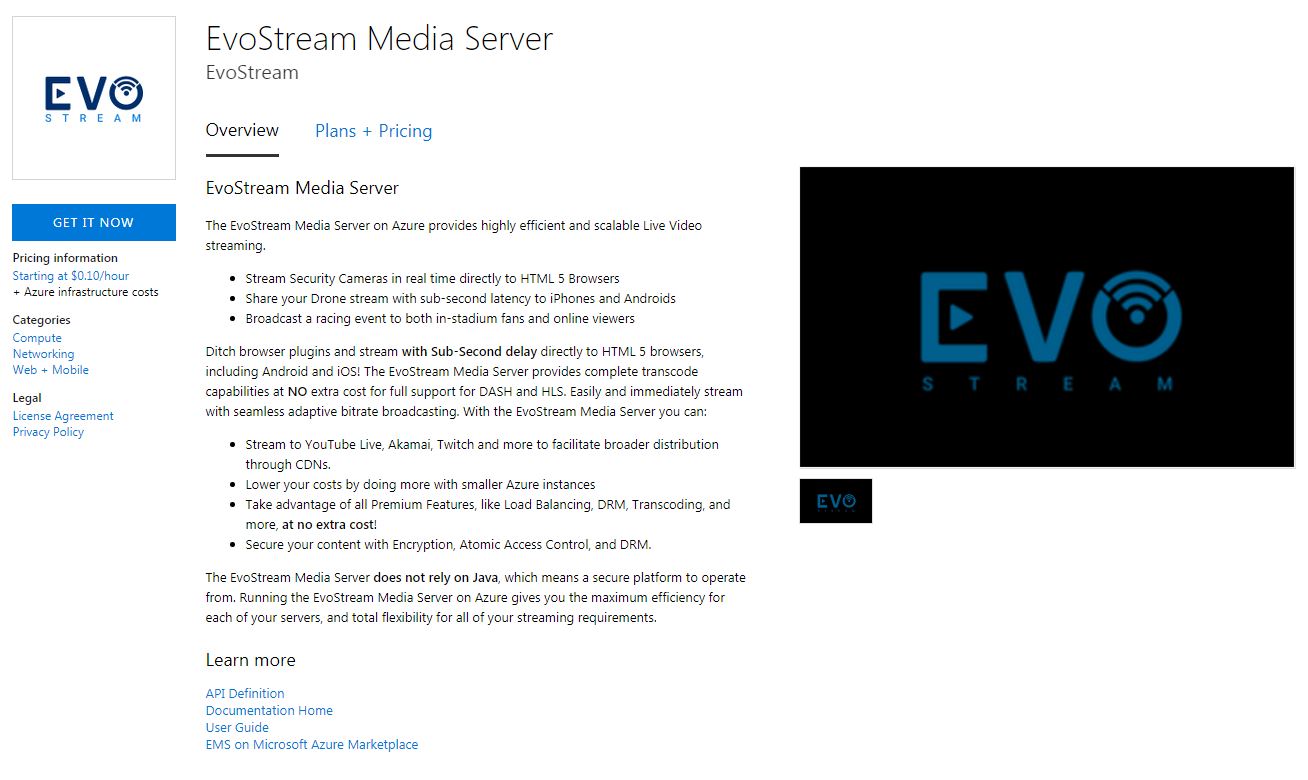 EVO
STREAM
EvoStream Media Server
EvoStream
Overview
Plans + Pricing
GET IT NOW
Pricing information
Starting at $0.10/hour
+ Azure infrastructure costs
Categories
Compute
Networking
Web + Mobile
Legal
License Agreement
Privacy Policy
EvoStream Media Server
The EvoStream Media Server on Azure provides highly efficient and scalable Live Video
streaming.
• Stream Security Cameras in real time directly to HTML 5 Browsers
• Share your Drone stream with sub-second latency to iPhones and Androids
• Broadcast a racing event to both in-stadium fans and online viewers
Ditch browser plugins and stream with Sub-Second delay directly to HTML 5 browsers,
including Android and iOS! The EvoStream Media Server provides complete transcode
capabilities at NO extra cost for full support for DASH and HLS. Easily and immediately stream
with seamless adaptive bitrate broadcasting. With the EvoStream Media Server you can:
• Stream to YouTube Live, Akamai, Twitch and more to facilitate broader distribution
through CDNs.
• Lower your costs by doing more with smaller Azure instances
• Take advantage of all Premium Features, like Load Balancing, DRM, Transcoding, and
more, at no extra cost!
• Secure your content with Encryption, Atomic Access Control, and DRM.
The EvoStream Media Server does not rely on Java, which means a secure platform to operate
from. Running the EvoStream Media Server on Azure gives you the maximum efficiency for
each of your servers, and total flexibility for all of your streaming requirements.
Learn more
API Definition
Documentation Home
User Guide
EMS on Microsoft Azure Marketplace
EVO
STREAM
EVO